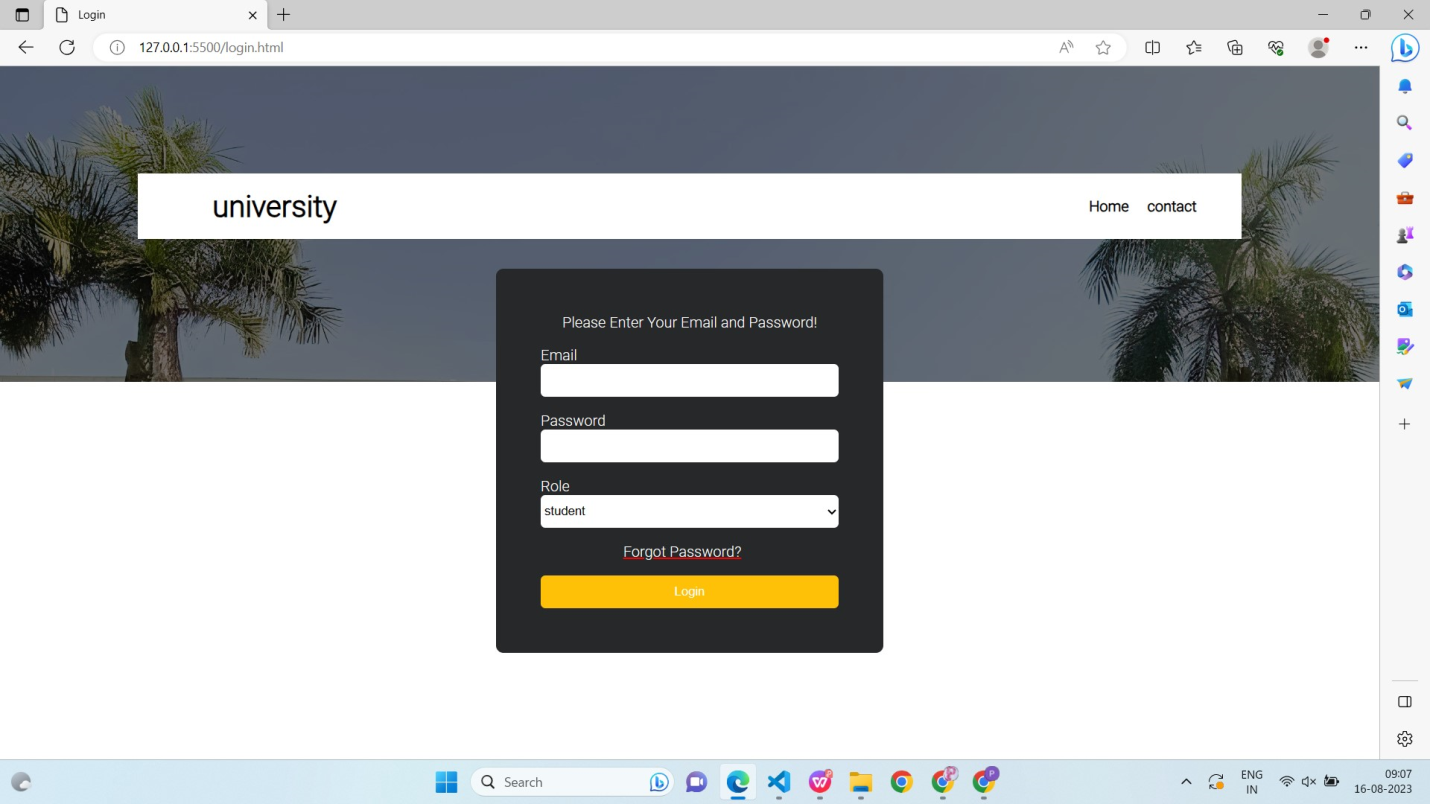 Login
127.0.0.1:5500/login.html
university
Home contact
Please Enter Your Email and Password!
Email
Password
Role
student
Forgot Password?
Login
Search
ENG
IN
09:07
16-08-2023